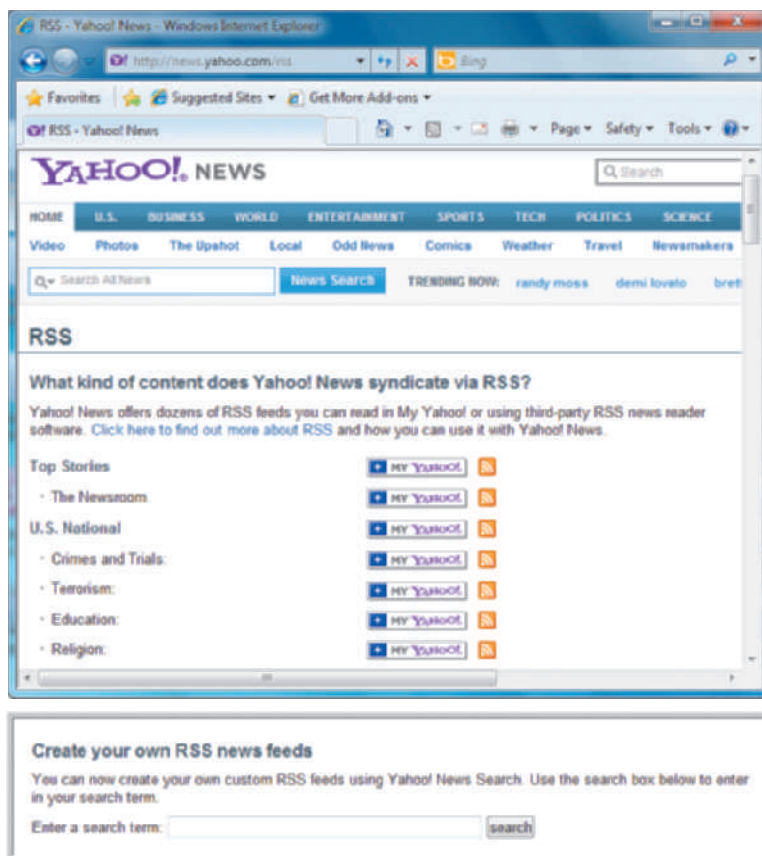 RSS - Yahoo! News - Windows Internet Explorer
http://news.yahoo.com/rss
Bing
Favorites Suggested Sites Get More Add-ons
RSS - Yahoo! News Page Safety Tools
YAHOO! NEWS Search
HOME U.S. BUSINESS WORLD ENTERTAINMENT SPORTS TECH POLITICS SCIENCE
Video Photos The Upshot Local Odd News Comics Weather Travel Newsmakers
Search All News News Search TRENDING NOW: randy moss demi lovato brett
RSS
What kind of content does Yahoo! News syndicate via RSS?
Yahoo! News offers dozens of RSS feeds you can read in My Yahoo! or using third-party RSS news reader
software. Click here to find out more about RSS and how you can use it with Yahoo! News.
Top Stories MY YAHOO!
· The Newsroom MY YAHOO!
U.S. National MY YAHOO!
· Crimes and Trials: MY YAHOO!
· Terrorism: MY YAHOO!
· Education: MY YAHOO!
· Religion: MY YAHOO!
Create your own RSS news feeds
You can now create your own custom RSS feeds using Yahoo! News Search. Use the search box below to enter
in your search term.
Enter a search term: search